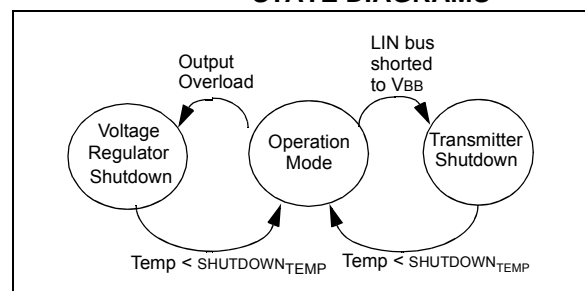 STATE DIAGRAMS
Output
Overload
LIN bus
shorted
to VBB
Voltage
Regulator
Shutdown
Operation
Mode
Transmitter
Shutdown
Temp < SHUTDOWNTEMP
Temp < SHUTDOWNTEMP